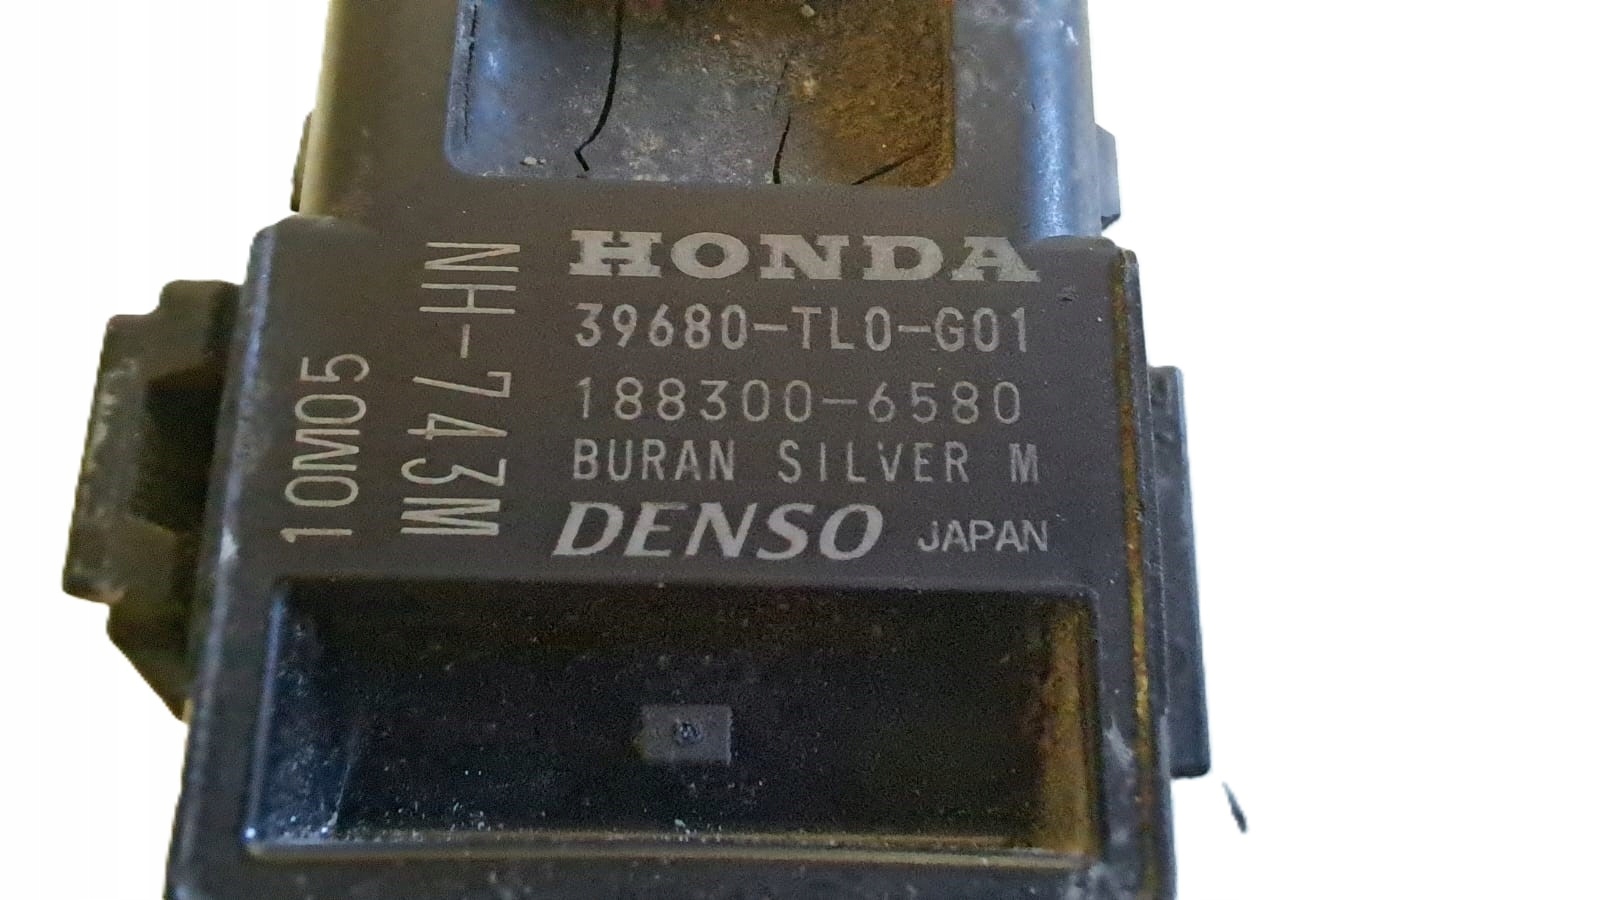 HONDA
39680-TL0-G01
188300-6580
BURAN SILVER M
DENSO JAPAN
NH-743M
10M05